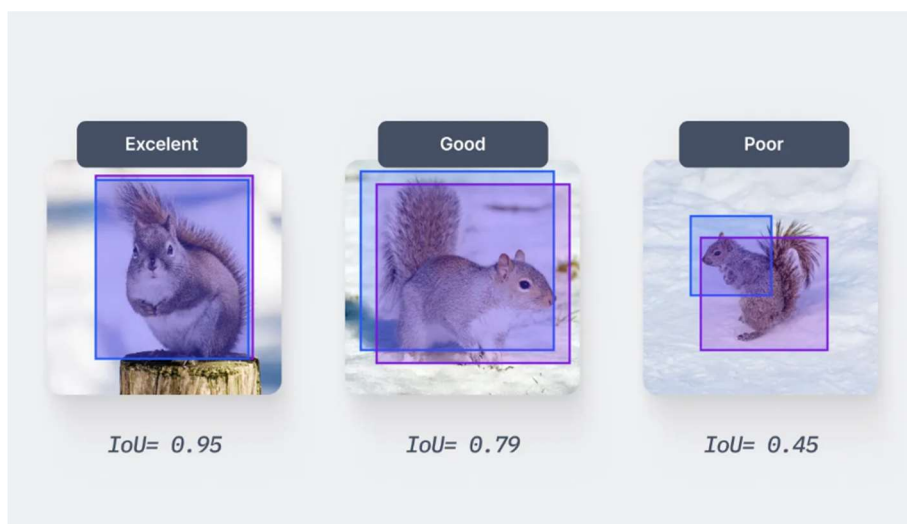 Excelent
Good
Poor
IoU= 0.95
IoU= 0.79
IoU= 0.45